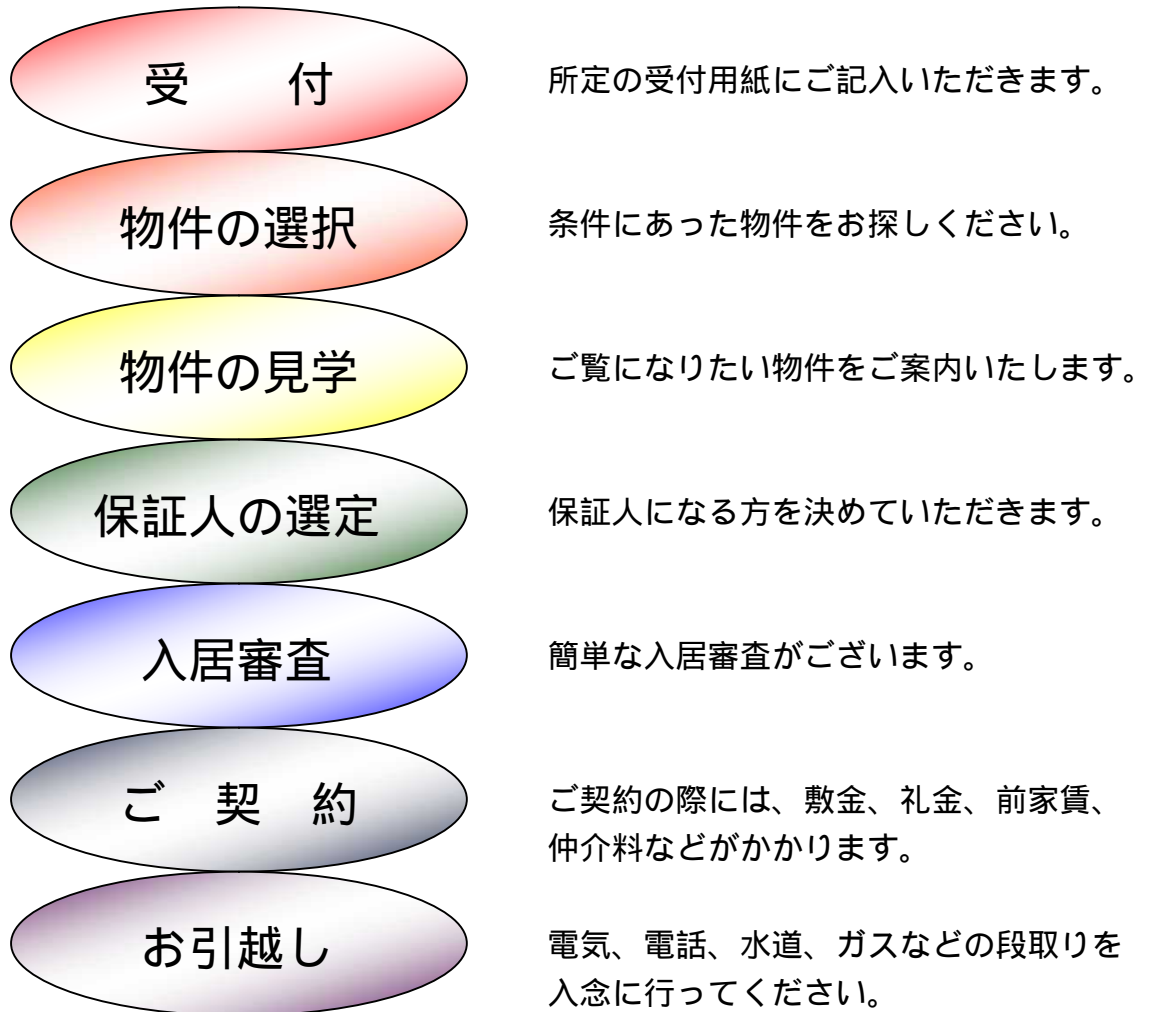 受　　付
所定の受付用紙にご記入いただきます。
物件の選択
条件にあった物件をお探しください。
物件の見学
ご覧になりたい物件をご案内いたします。
保証人の選定
保証人になる方を決めていただきます。
入居審査
簡単な入居審査がございます。
ご　契　約
ご契約の際には、敷金、礼金、前家賃、
仲介料などがかかります。
お引越し
電気、電話、水道、ガスなどの段取りを
入念に行ってください。